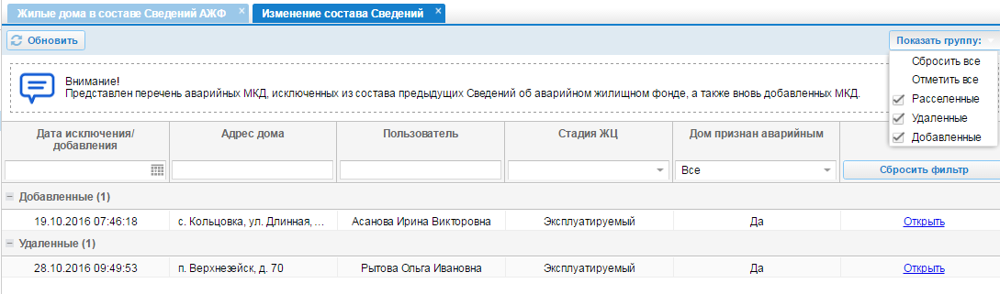 Жилые дома в составе Сведений АЖФ × Изменение состава Сведений ×
Обновить Показать группу:
Сбросить все
Отметить все
Расселенные
Удаленные
Добавленные
Внимание!
Представлен перечень аварийных МКД, исключенных из состава предыдущих Сведений об аварийном жилищном фонде, а также вновь добавленных МКД.
Дата исключения/ добавления Адрес дома Пользователь Стадия ЖЦ Дом признан аварийным
Все Сбросить фильтр
Добавленные (1)
19.10.2016 07:46:18 с. Кольцовка, ул. Длинная, ... Асанова Ирина Викторовна Эксплуатируемый Да Открыть
Удаленные (1)
28.10.2016 09:49:53 п. Верхнезейск, д. 70 Рытова Ольга Ивановна Эксплуатируемый Да Открыть